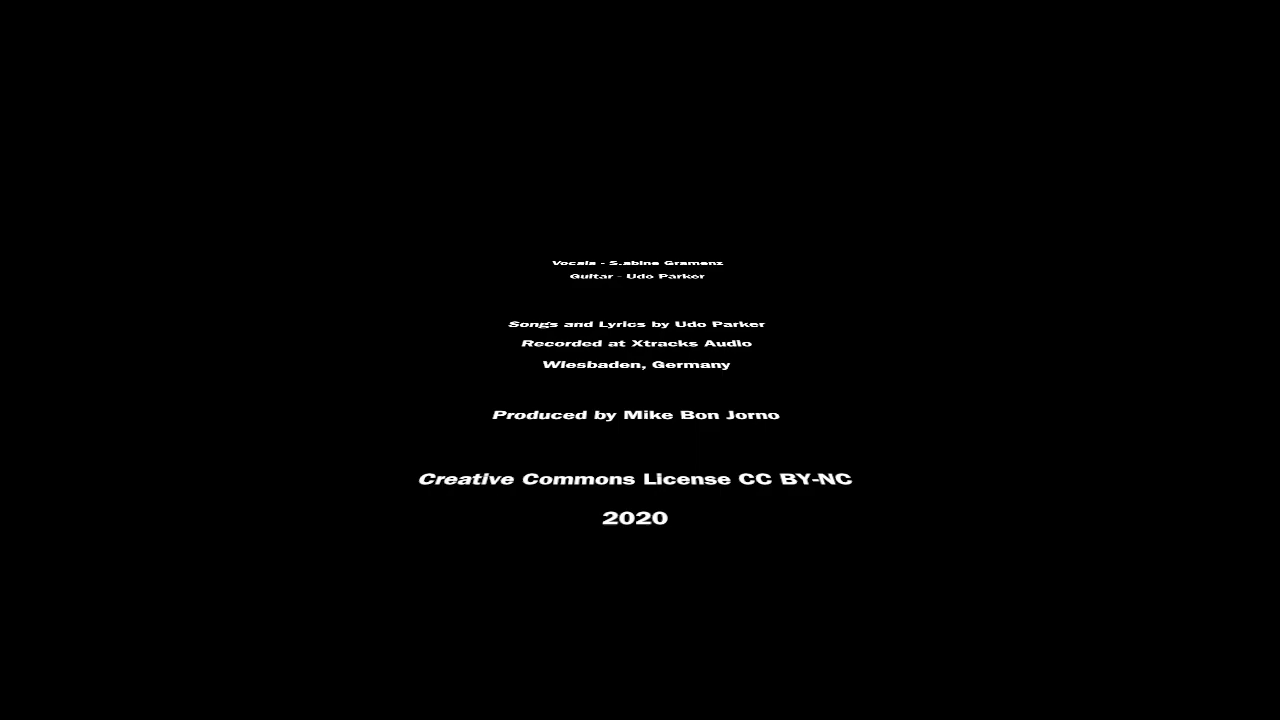 Vocals - S.abine Gramenz
Guitar - Udo Parker
Songs and Lyrics by Udo Parker
Recorded at Xtracks Audio
Wiesbaden, Germany
Produced by Mike Bon Jorno
Creative Commons License CC BY-NC
2020